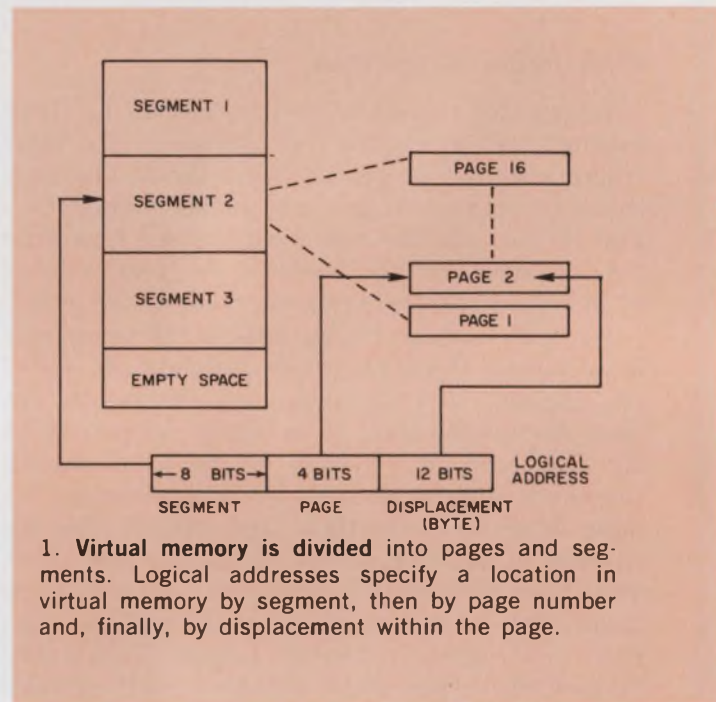 SEGMENT 1
SEGMENT 2
SEGMENT 3
EMPTY SPACE
PAGE 16
PAGE 2
PAGE 1
8 BITS
4 BITS
12 BITS
LOGICAL
ADDRESS
SEGMENT
PAGE
DISPLACEMENT
(BYTE)
1. Virtual memory is divided into pages and seg-
ments. Logical addresses specify a location in
virtual memory by segment, then by page number
and, finally, by displacement within the page.